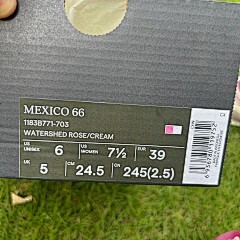 MEXICO 66
1183B771-703
WATERSHED ROSE/CREAM
US UNISEX 6 US WOMEN 7½ EUR 39
UK 5 CM 24.5 CN 245(2.5)